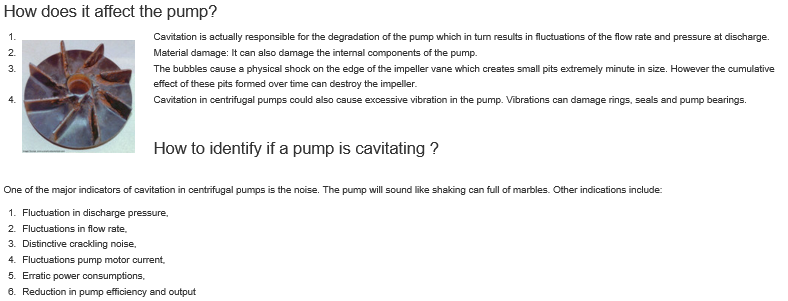 How does it affect the pump?
1. Cavitation is actually responsible for the degradation of the pump which in turn results in fluctuations of the flow rate and pressure at discharge.
2. Material damage: It can also damage the internal components of the pump.
3. The bubbles cause a physical shock on the edge of the impeller vane which creates small pits extremely minute in size. However the cumulative
effect of these pits formed over time can destroy the impeller.
4. Cavitation in centrifugal pumps could also cause excessive vibration in the pump. Vibrations can damage rings, seals and pump bearings.
How to identify if a pump is cavitating ?
One of the major indicators of cavitation in centrifugal pumps is the noise. The pump will sound like shaking can full of marbles. Other indications include:
1. Fluctuation in discharge pressure,
2. Fluctuations in flow rate,
3. Distinctive crackling noise,
4. Fluctuations pump motor current,
5. Erratic power consumptions,
6. Reduction in pump efficiency and output